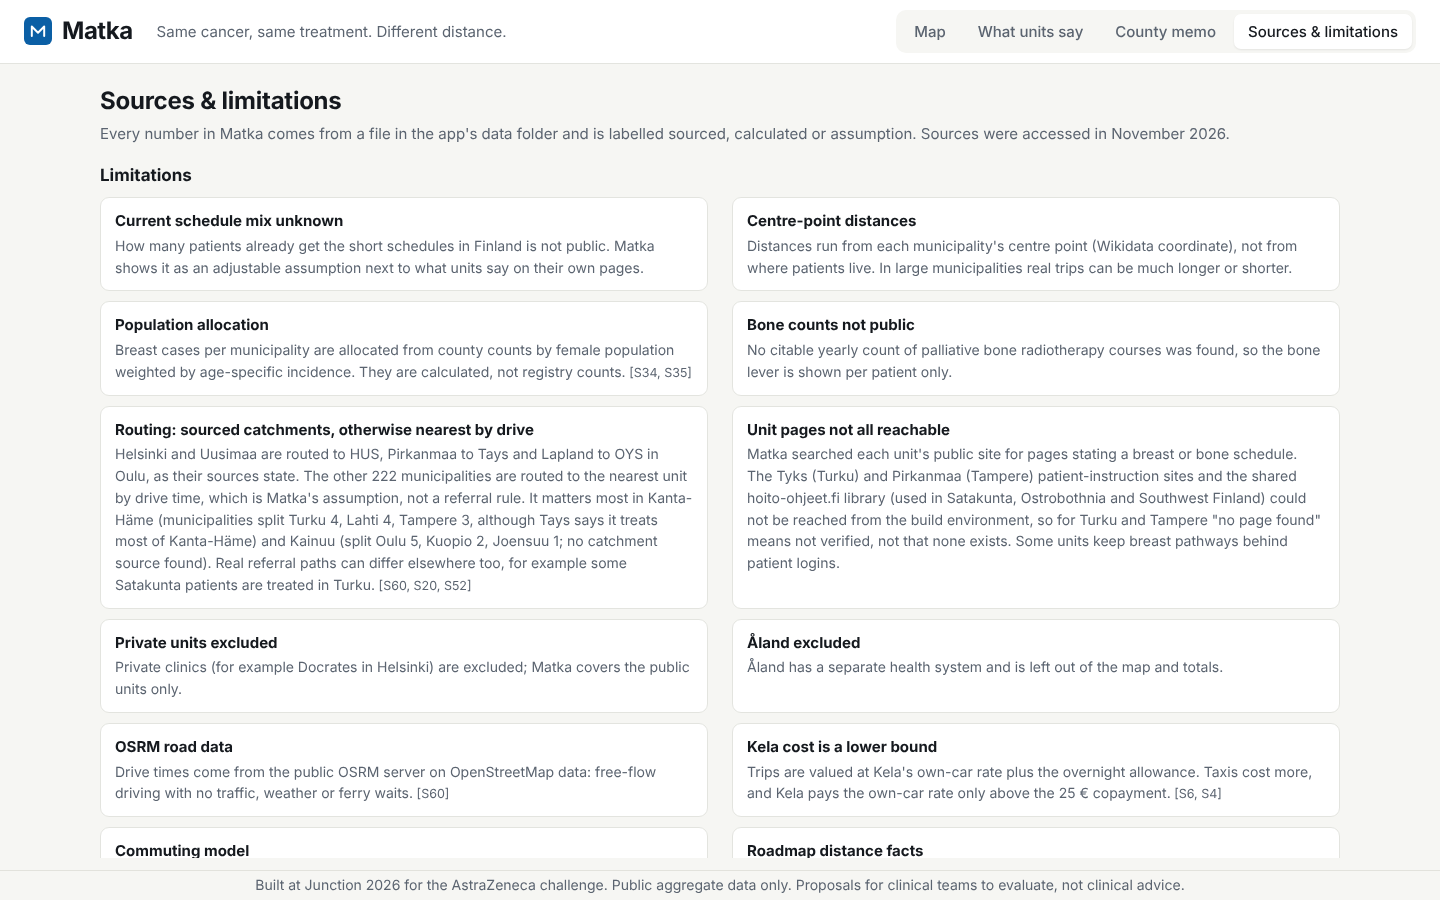 Matka
Same cancer, same treatment. Different distance.
Map
What units say
County memo
Sources & limitations
Sources & limitations
Every number in Matka comes from a file in the app's data folder and is labelled sourced, calculated or assumption. Sources were accessed in November 2026.
Limitations
Current schedule mix unknown
How many patients already get the short schedules in Finland is not public. Matka
shows it as an adjustable assumption next to what units say on their own pages.
Centre-point distances
Distances run from each municipality's centre point (Wikidata coordinate), not from
where patients live. In large municipalities real trips can be much longer or shorter.
Population allocation
Breast cases per municipality are allocated from county counts by female population
weighted by age-specific incidence. They are calculated, not registry counts. [S34, S35]
Bone counts not public
No citable yearly count of palliative bone radiotherapy courses was found, so the bone
lever is shown per patient only.
Routing: sourced catchments, otherwise nearest by drive
Helsinki and Uusimaa are routed to HUS, Pirkanmaa to Tays and Lapland to OYS in
Oulu, as their sources state. The other 222 municipalities are routed to the nearest unit
by drive time, which is Matka's assumption, not a referral rule. It matters most in Kanta-
Häme (municipalities split Turku 4, Lahti 4, Tampere 3, although Tays says it treats
most of Kanta-Häme) and Kainuu (split Oulu 5, Kuopio 2, Joensuu 1; no catchment
source found). Real referral paths can differ elsewhere too, for example some
Satakunta patients are treated in Turku. [S60, S20, S52]
Unit pages not all reachable
Matka searched each unit's public site for pages stating a breast or bone schedule.
The Tyks (Turku) and Pirkanmaa (Tampere) patient-instruction sites and the shared
hoito-ohjeet.fi library (used in Satakunta, Ostrobothnia and Southwest Finland) could
not be reached from the build environment, so for Turku and Tampere "no page found"
means not verified, not that none exists. Some units keep breast pathways behind
patient logins.
Private units excluded
Private clinics (for example Docrates in Helsinki) are excluded; Matka covers the public
units only.
Åland excluded
Åland has a separate health system and is left out of the map and totals.
OSRM road data
Drive times come from the public OSRM server on OpenStreetMap data: free-flow
driving with no traffic, weather or ferry waits. [S60]
Kela cost is a lower bound
Trips are valued at Kela's own-car rate plus the overnight allowance. Taxis cost more,
and Kela pays the own-car rate only above the 25 € copayment. [S6, S4]
Commuting model
Roadmap distance facts
Built at Junction 2026 for the AstraZeneca challenge. Public aggregate data only. Proposals for clinical teams to evaluate, not clinical advice.